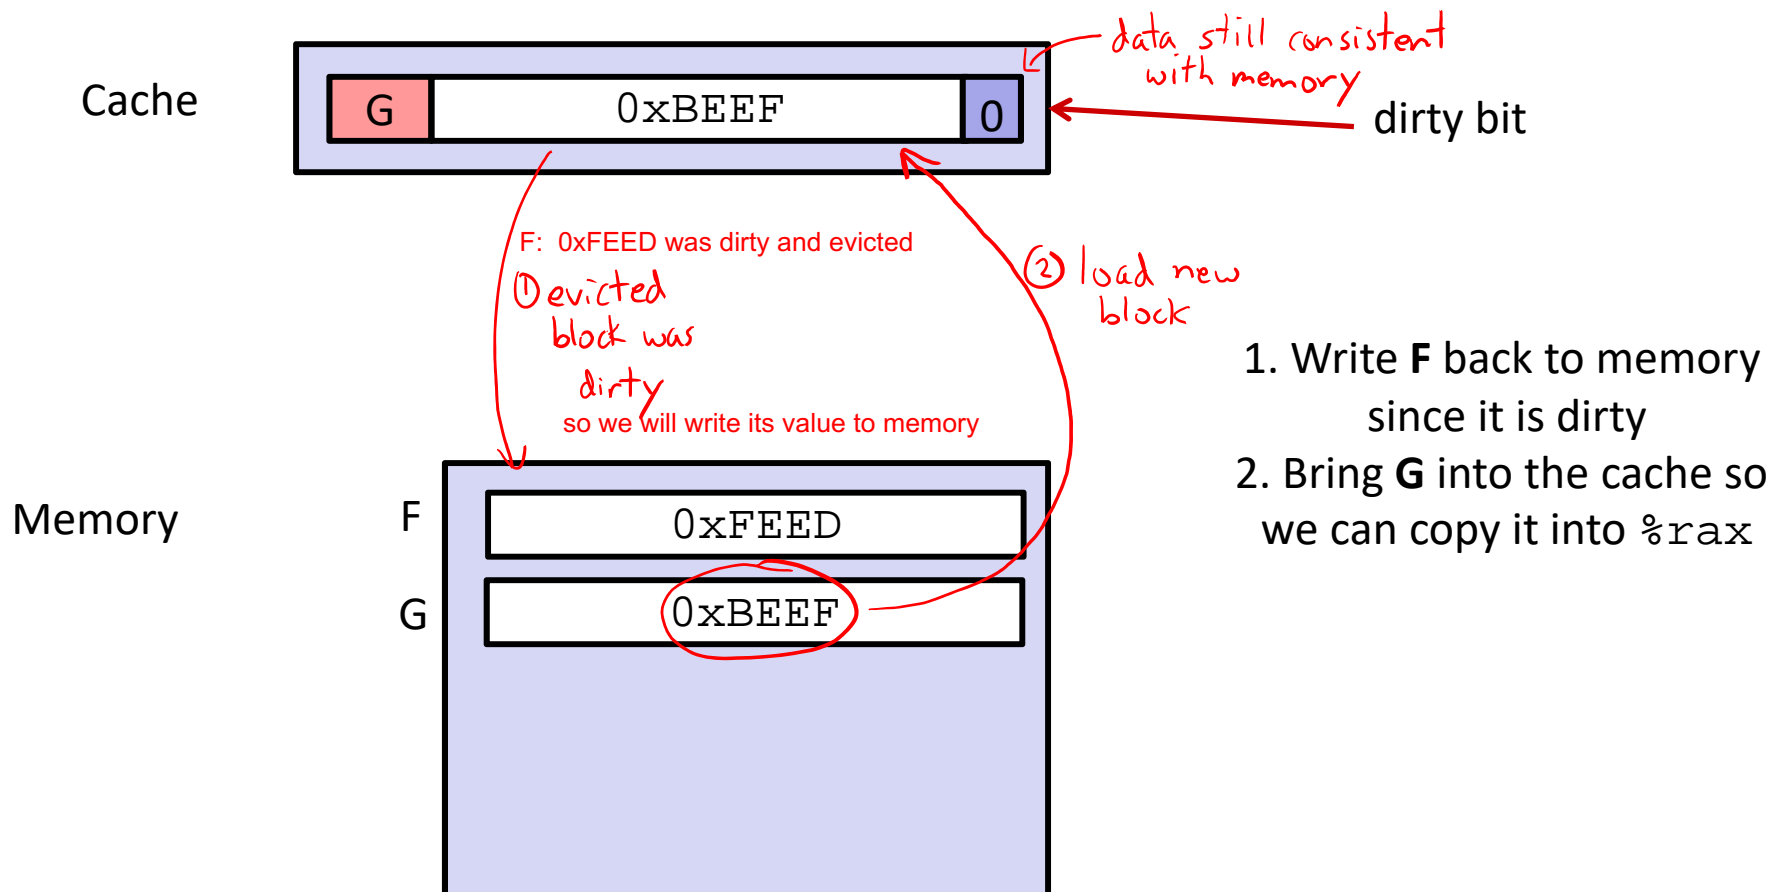 data still consistent
with memory
Cache
G
0xBEEF
0
dirty bit
F: 0xFEED was dirty and evicted
① evicted
block was
dirty
so we will write its value to memory
② load new
block
1. Write F back to memory
since it is dirty
2. Bring G into the cache so
we can copy it into %rax
Memory
F
0xFEED
G
0xBEEF